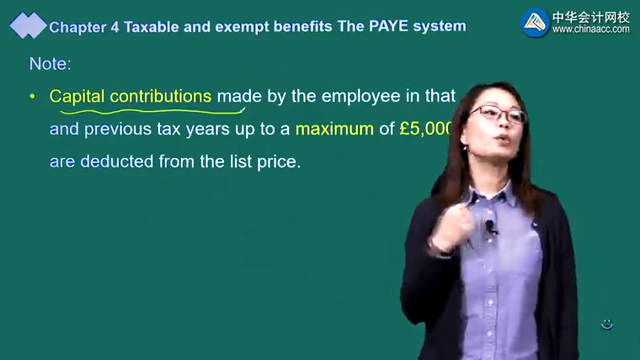 Chapter 4 Taxable and exempt benefits The PAYE system
中华会计网校
www.chinaacc.com
Note:
• Capital contributions made by the employee in that
and previous tax years up to a maximum of £5,000
are deducted from the list price.